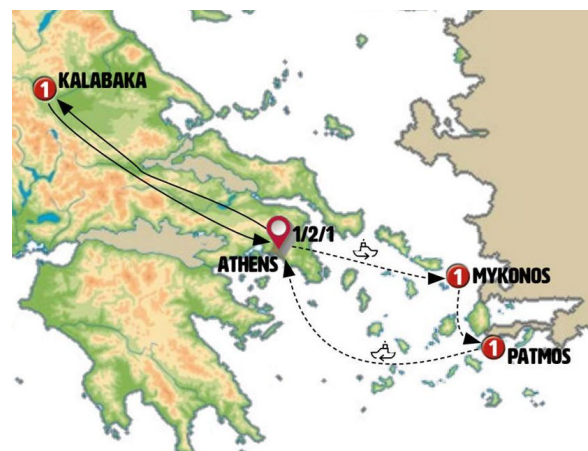 1
KALABAKA
1/2/1
ATHENS
1
MYKONOS
1
PATMOS